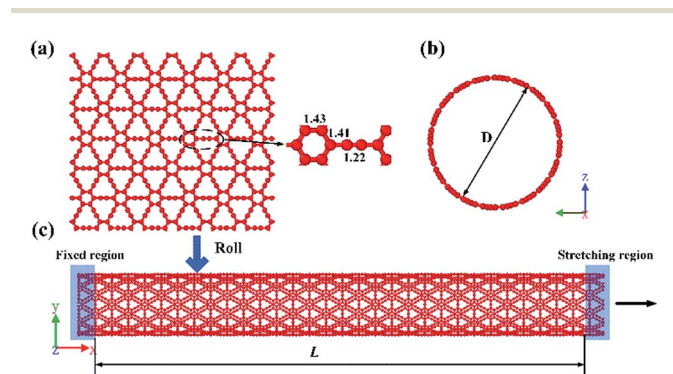 (a)
(b)
1.43
1.41
1.22
D
z
x
(c)
Roll
Fixed region
Stretching region
y
z
x
L